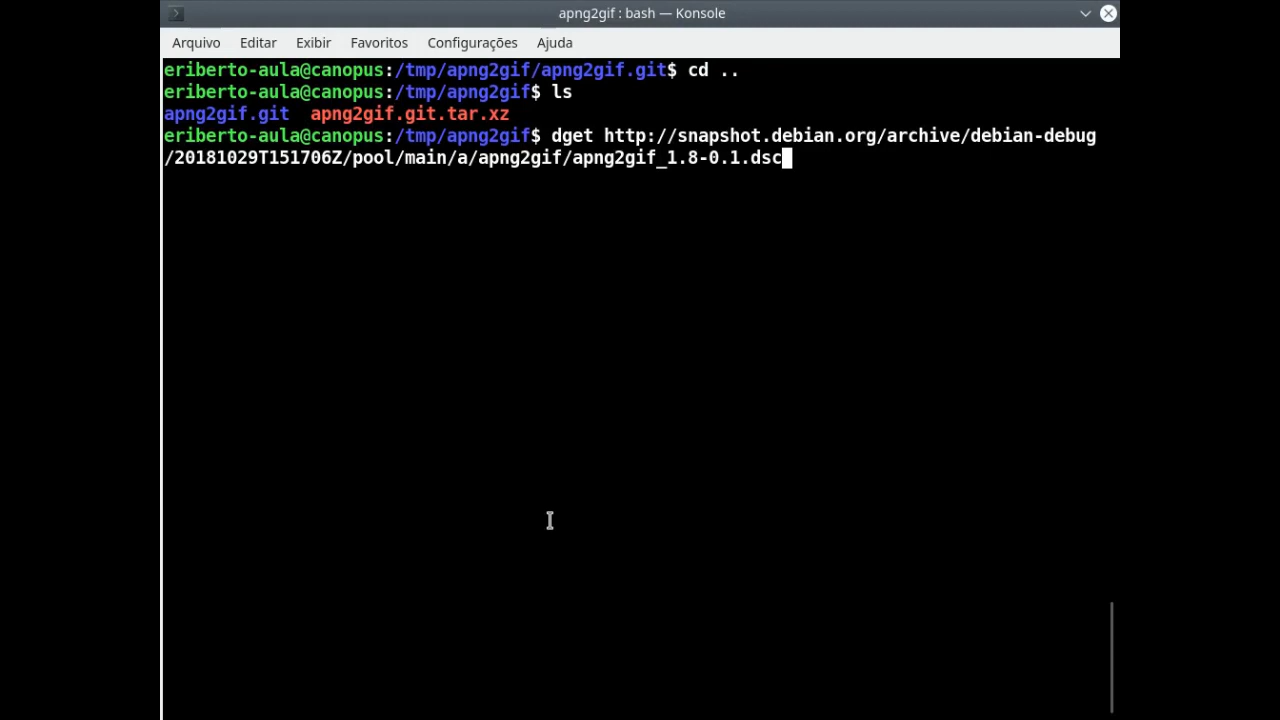 apng2gif : bash — Konsole
Arquivo Editar Exibir Favoritos Configurações Ajuda
eriberto-aula@canopus:/tmp/apng2gif/apng2gif.git$ cd ..
eriberto-aula@canopus:/tmp/apng2gif$ ls
apng2gif.git apng2gif.git.tar.xz
eriberto-aula@canopus:/tmp/apng2gif$ dget http://snapshot.debian.org/archive/debian-debug
/20181029T151706Z/pool/main/a/apng2gif/apng2gif_1.8-0.1.dsc